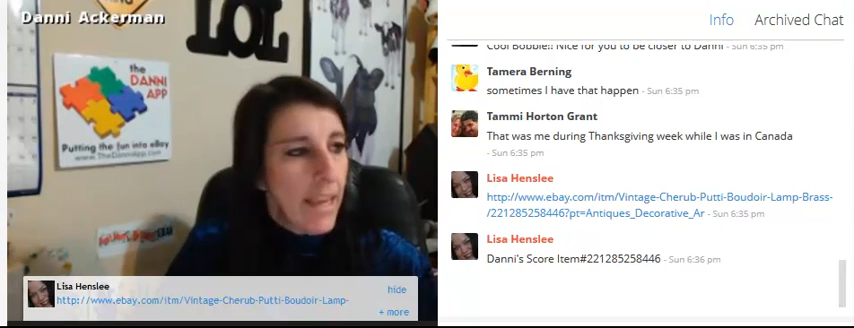 Danni Ackerman
LOL
the
DANNI
APP
Putting the fun into eBay
www.TheDanniApp.com
Lisa Henslee
http://www.ebay.com/itm/Vintage-Cherub-Putti-Boudoir-Lamp-
hide
+ more
Info Archived Chat
Cool Bobbie!! Nice for you to be closer to Danni - Sun 6:35 pm
Tamera Berning
sometimes I have that happen - Sun 6:35 pm
Tammi Horton Grant
That was me during Thanksgiving week while I was in Canada
- Sun 6:35 pm
Lisa Henslee
http://www.ebay.com/itm/Vintage-Cherub-Putti-Boudoir-Lamp-Brass-
/221285258446?pt=Antiques_Decorative_Ar - Sun 6:35 pm
Lisa Henslee
Danni's Score Item#221285258446 - Sun 6:36 pm